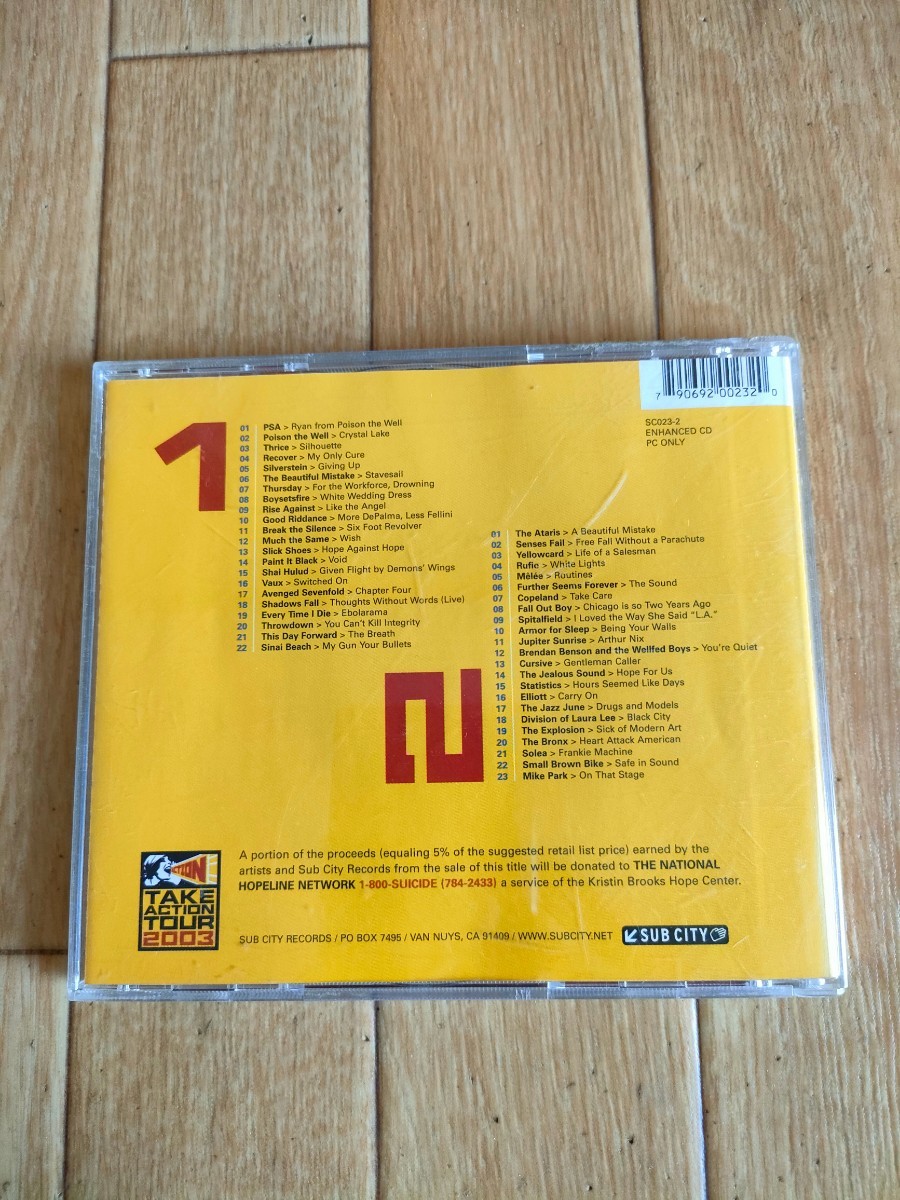 7 90692 00232 0
SC023-2
ENHANCED CD
PC ONLY
1
01 PSA > Ryan from Poison the Well
02 Poison the Well > Crystal Lake
03 Thrice > Silhouette
04 Recover > My Only Cure
05 Silverstein > Giving Up
06 The Beautiful Mistake > Stavesail
07 Thursday > For the Workforce, Drowning
08 Boysetsfire > White Wedding Dress
09 Rise Against > Like the Angel
10 Good Riddance > More DePalma, Less Fellini
11 Break the Silence > Six Foot Revolver
12 Much the Same > Wish
13 Slick Shoes > Hope Against Hope
14 Paint It Black > Void
15 Shai Hulud > Given Flight by Demons' Wings
16 Vaux > Switched On
17 Avenged Sevenfold > Chapter Four
18 Shadows Fall > Thoughts Without Words (Live)
19 Every Time I Die > Ebolarama
20 Throwdown > You Can't Kill Integrity
21 This Day Forward > The Breath
22 Sinai Beach > My Gun Your Bullets
2
01 The Ataris > A Beautiful Mistake
02 Senses Fail > Free Fall Without a Parachute
03 Yellowcard > Life of a Salesman
04 Rufio > White Lights
05 Mêlée > Routines
06 Further Seems Forever > The Sound
07 Copeland > Take Care
08 Fall Out Boy > Chicago is so Two Years Ago
09 Spitalfield > I Loved the Way She Said "L.A."
10 Armor for Sleep > Being Your Walls
11 Jupiter Sunrise > Arthur Nix
12 Brendan Benson and the Wellfed Boys > You're Quiet
13 Cursive > Gentleman Caller
14 The Jealous Sound > Hope For Us
15 Statistics > Hours Seemed Like Days
16 Elliott > Carry On
17 The Jazz June > Drugs and Models
18 Division of Laura Lee > Black City
19 The Explosion > Sick of Modern Art
20 The Bronx > Heart Attack American
21 Solea > Frankie Machine
22 Small Brown Bike > Safe in Sound
23 Mike Park > On That Stage
A portion of the proceeds (equaling 5% of the suggested retail list price) earned by the
artists and Sub City Records from the sale of this title will be donated to THE NATIONAL
HOPELINE NETWORK 1-800-SUICIDE (784-2433) a service of the Kristin Brooks Hope Center.
TAKE
ACTION
TOUR
2003
SUB CITY RECORDS / PO BOX 7495 / VAN NUYS, CA 91409 / WWW.SUBCITY.NET
SUB CITY